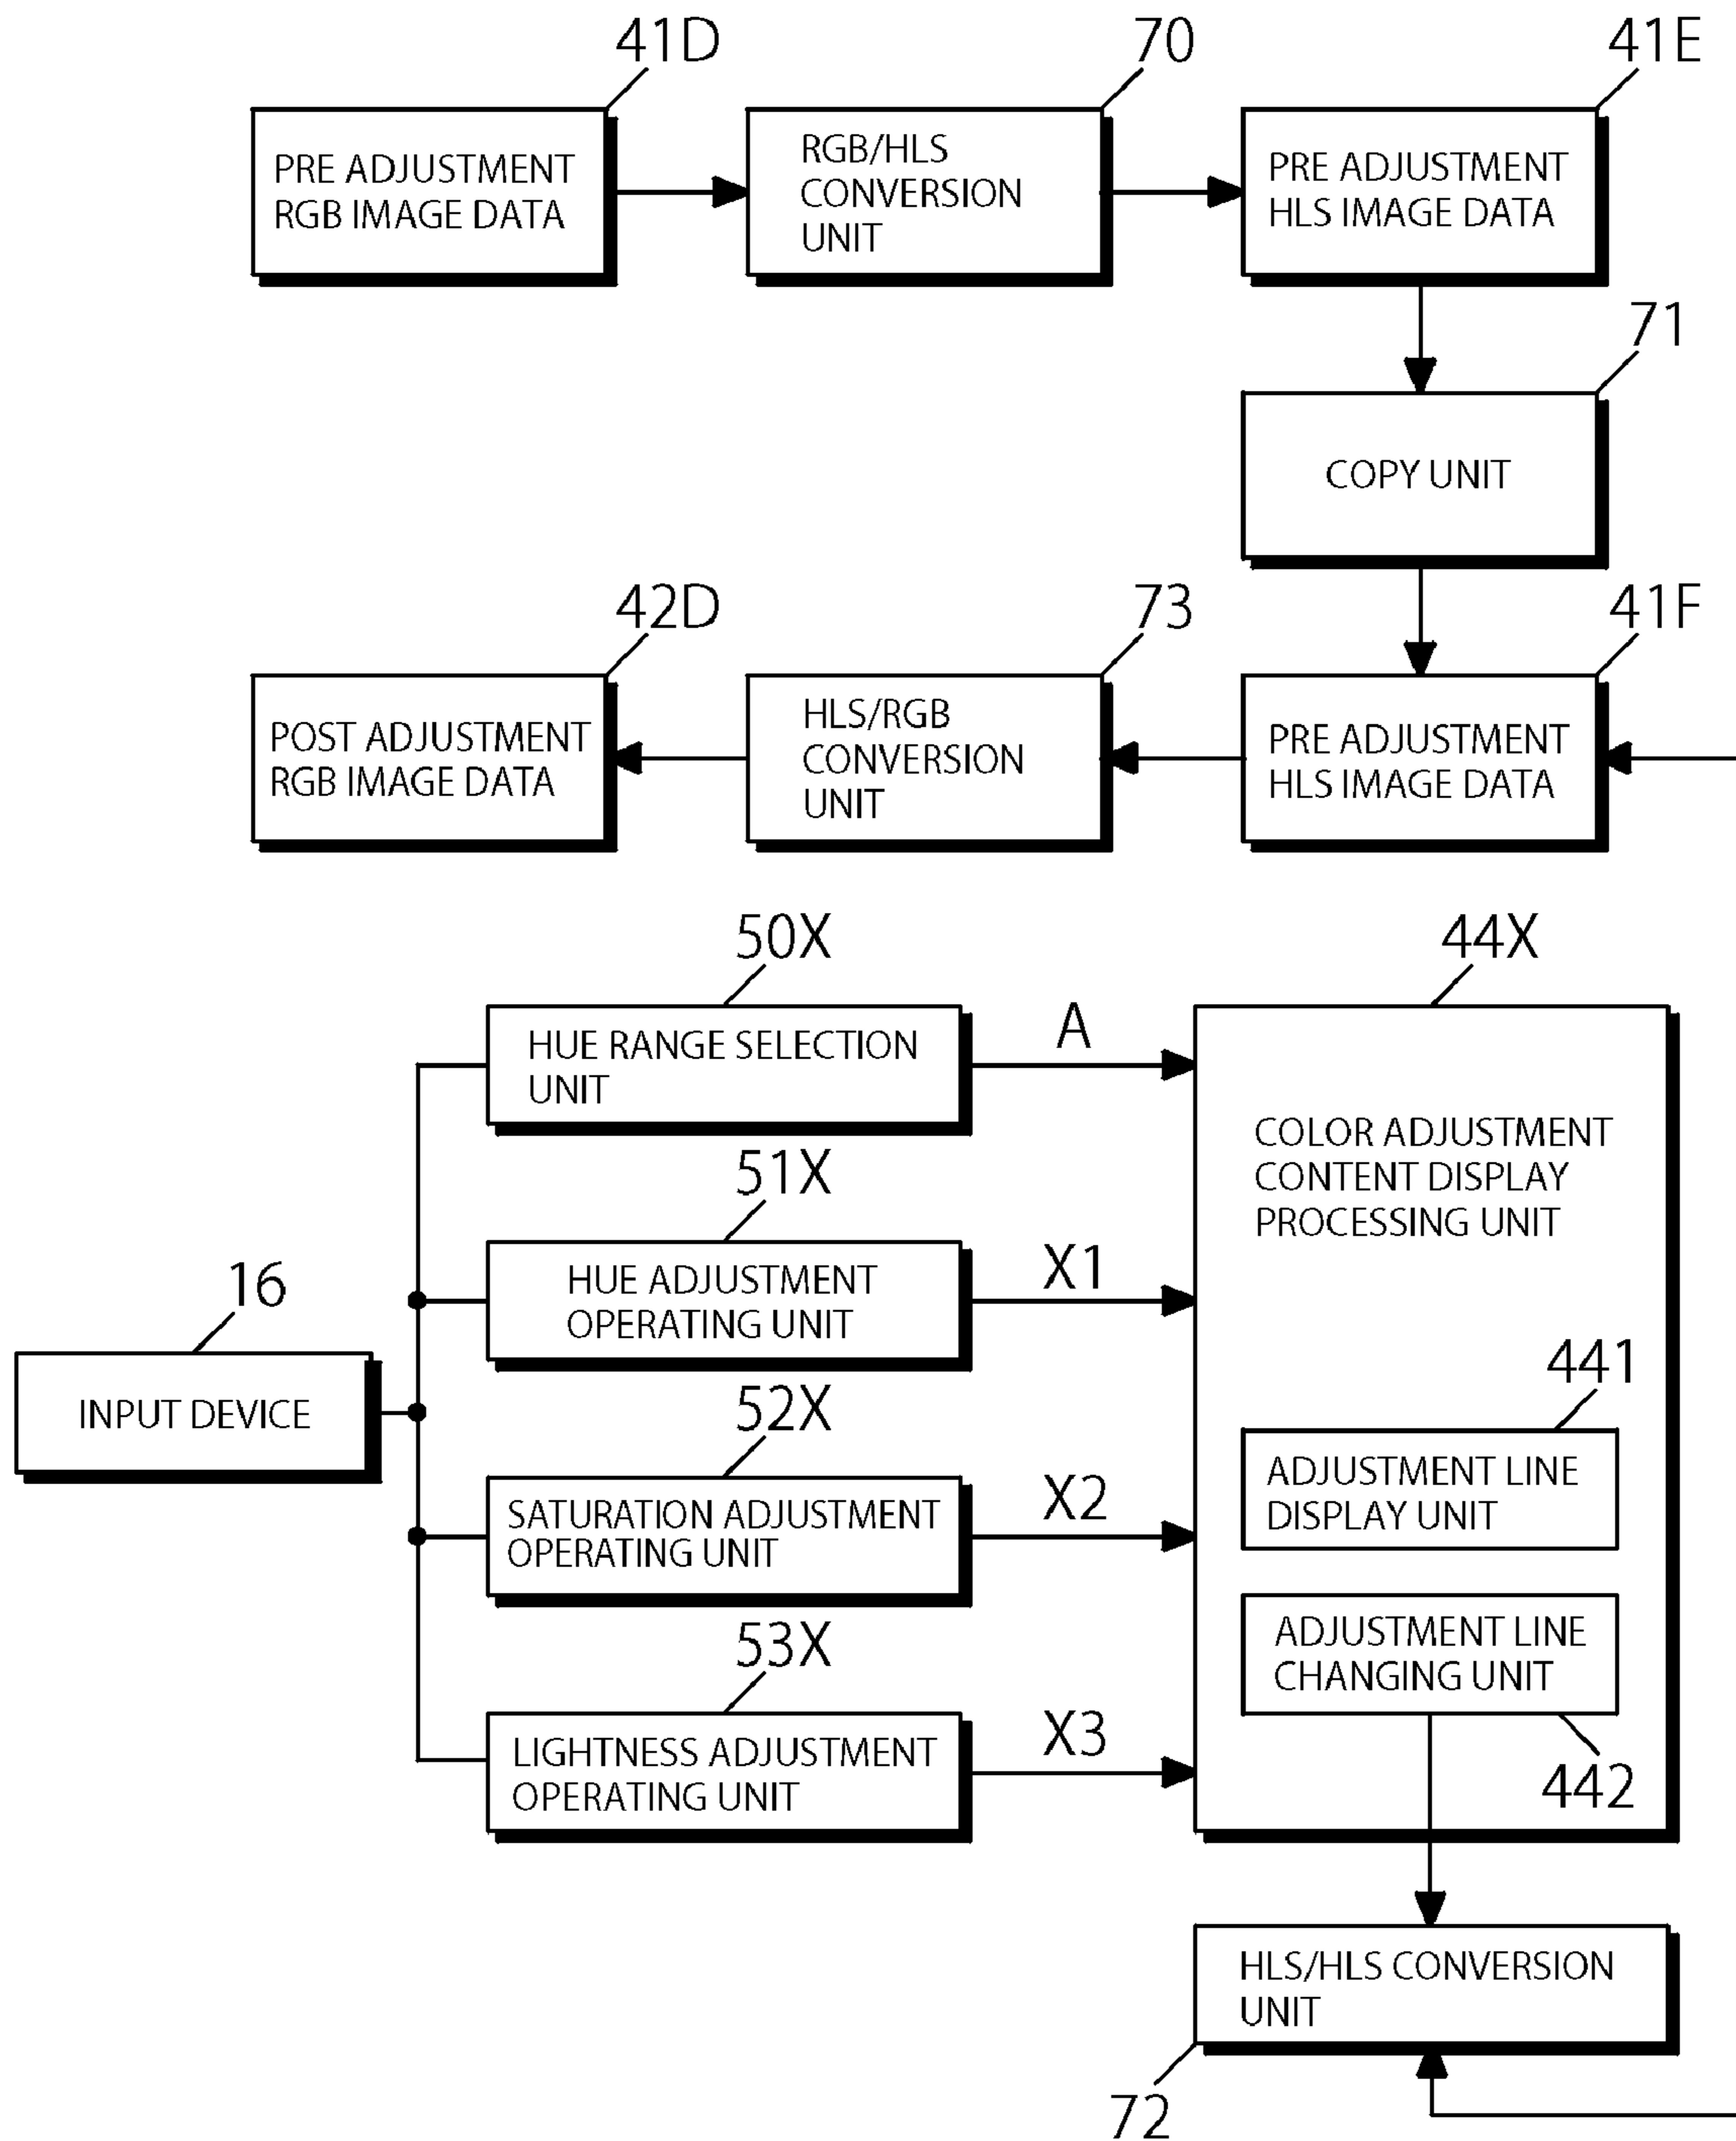 41D
70
41E
PRE ADJUSTMENT
RGB IMAGE DATA
RGB/HLS
CONVERSION
UNIT
PRE ADJUSTMENT
HLS IMAGE DATA
71
COPY UNIT
42D
73
41F
POST ADJUSTMENT
RGB IMAGE DATA
HLS/RGB
CONVERSION
UNIT
PRE ADJUSTMENT
HLS IMAGE DATA
50X
44X
HUE RANGE SELECTION
UNIT
A
COLOR ADJUSTMENT
CONTENT DISPLAY
PROCESSING UNIT
51X
HUE ADJUSTMENT
OPERATING UNIT
X1
16
INPUT DEVICE
441
ADJUSTMENT LINE
DISPLAY UNIT
52X
SATURATION ADJUSTMENT
OPERATING UNIT
X2
ADJUSTMENT LINE
CHANGING UNIT
442
53X
LIGHTNESS ADJUSTMENT
OPERATING UNIT
X3
HLS/HLS CONVERSION
UNIT
72